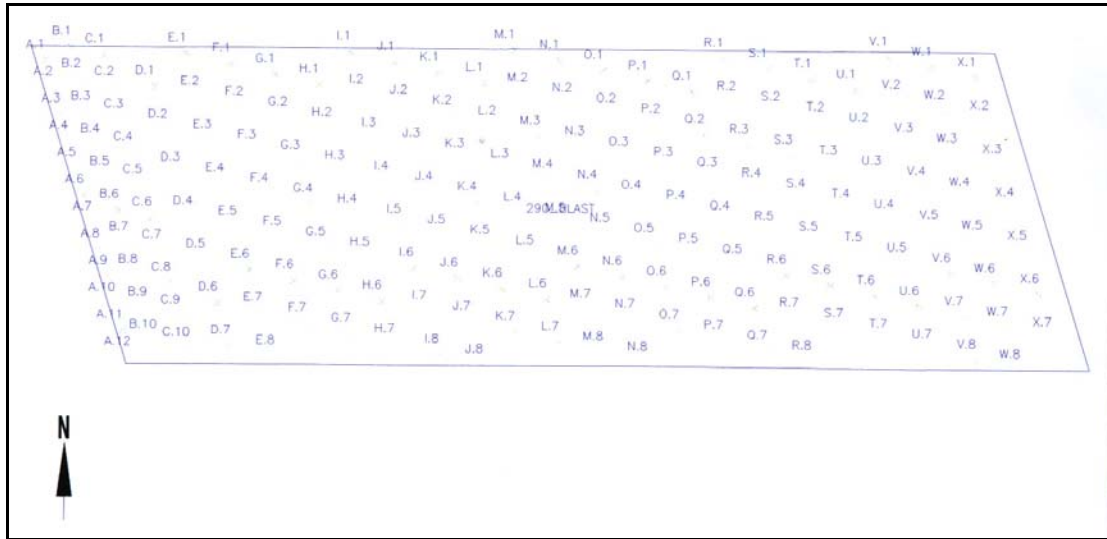 A.1 B.1 C.1 D.1 E.1 F.1 G.1 H.1 I.1 J.1 K.1 L.1 M.1 N.1 O.1 P.1 Q.1 R.1 S.1 T.1 U.1 V.1 W.1 X.1
A.2 B.2 C.2 D.2 E.2 F.2 G.2 H.2 I.2 J.2 K.2 L.2 M.2 N.2 O.2 P.2 Q.2 R.2 S.2 T.2 U.2 V.2 W.2 X.2
A.3 B.3 C.3 D.3 E.3 F.3 G.3 H.3 I.3 J.3 K.3 L.3 M.3 N.3 O.3 P.3 Q.3 R.3 S.3 T.3 U.3 V.3 W.3 X.3
A.4 B.4 C.4 D.4 E.4 F.4 G.4 H.4 I.4 J.4 K.4 L.4 M.4 N.4 O.4 P.4 Q.4 R.4 S.4 T.4 U.4 V.4 W.4 X.4
A.5 B.5 C.5 D.5 E.5 F.5 G.5 H.5 I.5 J.5 K.5 L.5 M.5 N.5 O.5 P.5 Q.5 R.5 S.5 T.5 U.5 V.5 W.5 X.5
290L BLAST
A.6 B.6 C.6 D.6 E.6 F.6 G.6 H.6 I.6 J.6 K.6 L.6 M.6 N.6 O.6 P.6 Q.6 R.6 S.6 T.6 U.6 V.6 W.6 X.6
A.7 B.7 C.7 D.7 E.7 F.7 G.7 H.7 I.7 J.7 K.7 L.7 M.7 N.7 O.7 P.7 Q.7 R.7 S.7 T.7 U.7 V.7 W.7 X.7
A.8 B.8 C.8 E.8 I.8 J.8 M.8 N.8 R.8 V.8 W.8
A.9 B.9 C.9
A.10 B.10 C.10
A.11
A.12
N